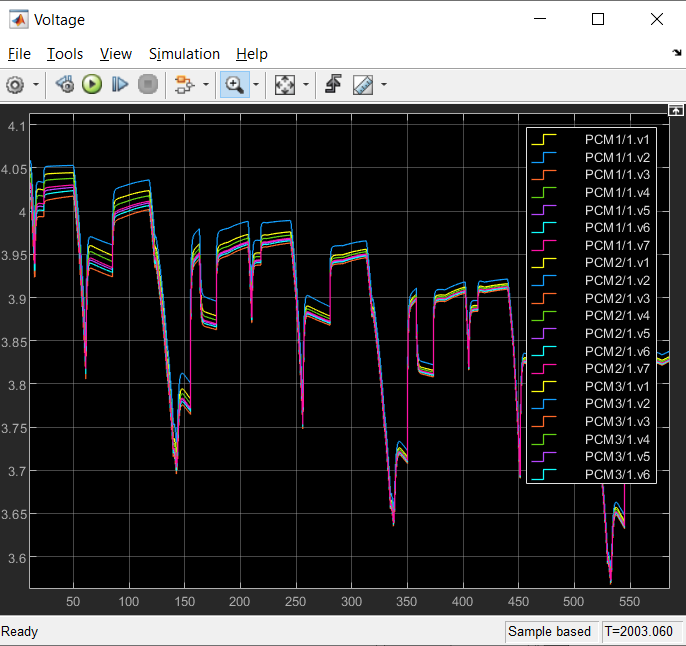 Voltage
File Tools View Simulation Help
4.1
4.05
4
3.95
3.9
3.85
3.8
3.75
3.7
3.65
3.6
PCM1/1.v1
PCM1/1.v2
PCM1/1.v3
PCM1/1.v4
PCM1/1.v5
PCM1/1.v6
PCM1/1.v7
PCM2/1.v1
PCM2/1.v2
PCM2/1.v3
PCM2/1.v4
PCM2/1.v5
PCM2/1.v6
PCM2/1.v7
PCM3/1.v1
PCM3/1.v2
PCM3/1.v3
PCM3/1.v4
PCM3/1.v5
PCM3/1.v6
50 100 150 200 250 300 350 400 450 500 550
Ready Sample based T=2003.060